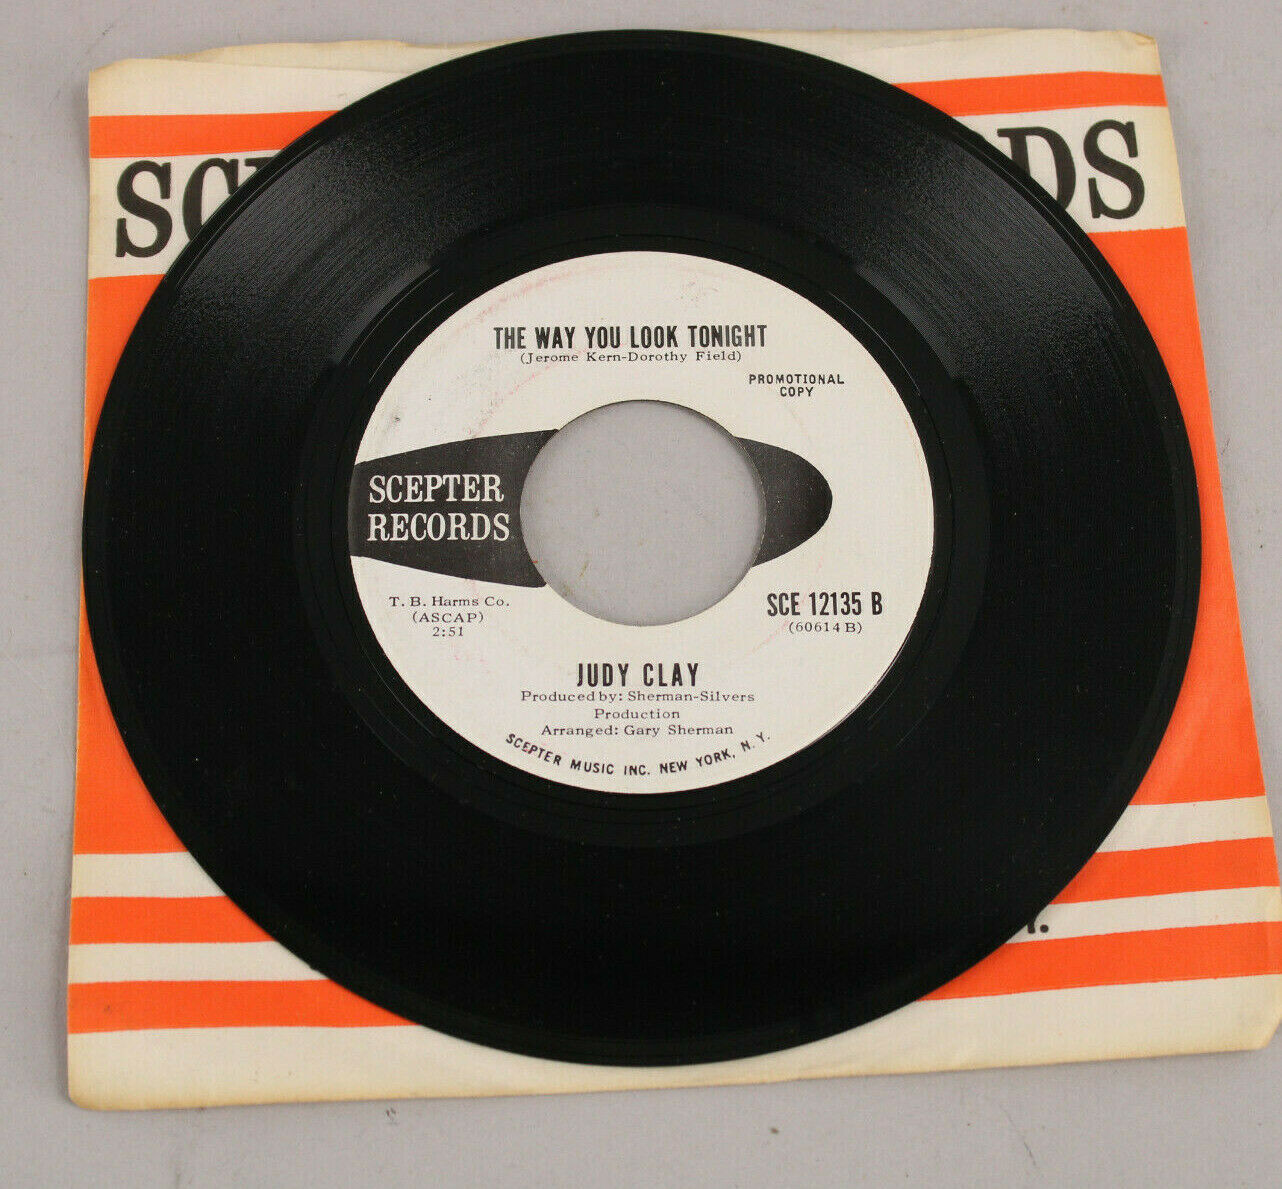 THE WAY YOU LOOK TONIGHT
(Jerome Kern-Dorothy Field)
PROMOTIONAL
COPY
SCEPTER
RECORDS
T. B. Harms Co.
(ASCAP)
2:51
SCE 12135 B
(60614 B)
JUDY CLAY
Produced by: Sherman-Silvers
Production
Arranged: Gary Sherman
SCEPTER MUSIC INC. NEW YORK, N. Y.